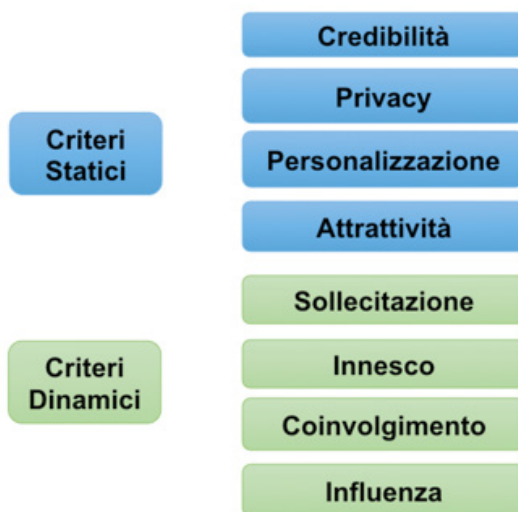 Criteri
Statici
Credibilità
Privacy
Personalizzazione
Attrattività
Criteri
Dinamici
Sollecitazione
Innesco
Coinvolgimento
Influenza